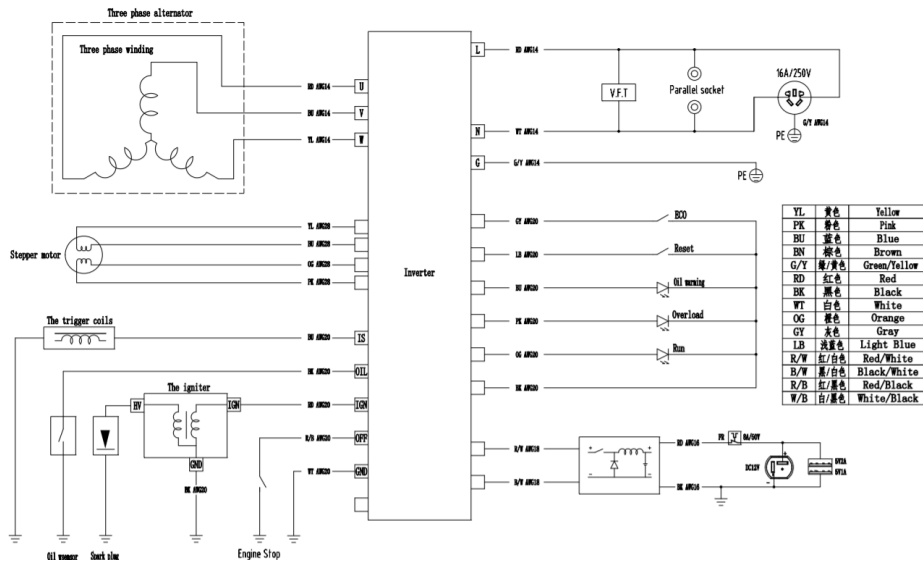 Three phase alternator
Three phase winding
RD AWG14
U
BU AWG14
V
YL AWG14
W
Stepper motor
YL AWG28
BU AWG28
OG AWG28
PK AWG28
The trigger coils
BU AWG20
IS
BK AWG20
OIL
The igniter
HV
IGN
RD AWG20
IGN
GND
BK AWG20
R/B AWG20
OFF
WT AWG20
GND
Spark plug
Engine Stop
Inverter
L
RD AWG14
V.F.T
Parallel socket
16A/250V
G/Y AWG14
PE
N
WT AWG14
G
G/Y AWG14
PE
GY AWG20
ECO
LB AWG20
Reset
BU AWG20
Oil warning
PK AWG20
Overload
OG AWG20
Run
BK AWG20
R/W AWG18
B/W AWG18
RD AWG16
FR
8A/50V
DC12V
5V2A
5V1A
BK AWG16
YL 黄色 Yellow
PK 粉色 Pink
BU 蓝色 Blue
BN 棕色 Brown
G/Y 绿/黄色 Green/Yellow
RD 红色 Red
BK 黑色 Black
WT 白色 White
OG 橙色 Orange
GY 灰色 Gray
LB 浅蓝色 Light Blue
R/W 红/白色 Red/White
B/W 黑/白色 Black/White
R/B 红/黑色 Red/Black
W/B 白/黑色 White/Black